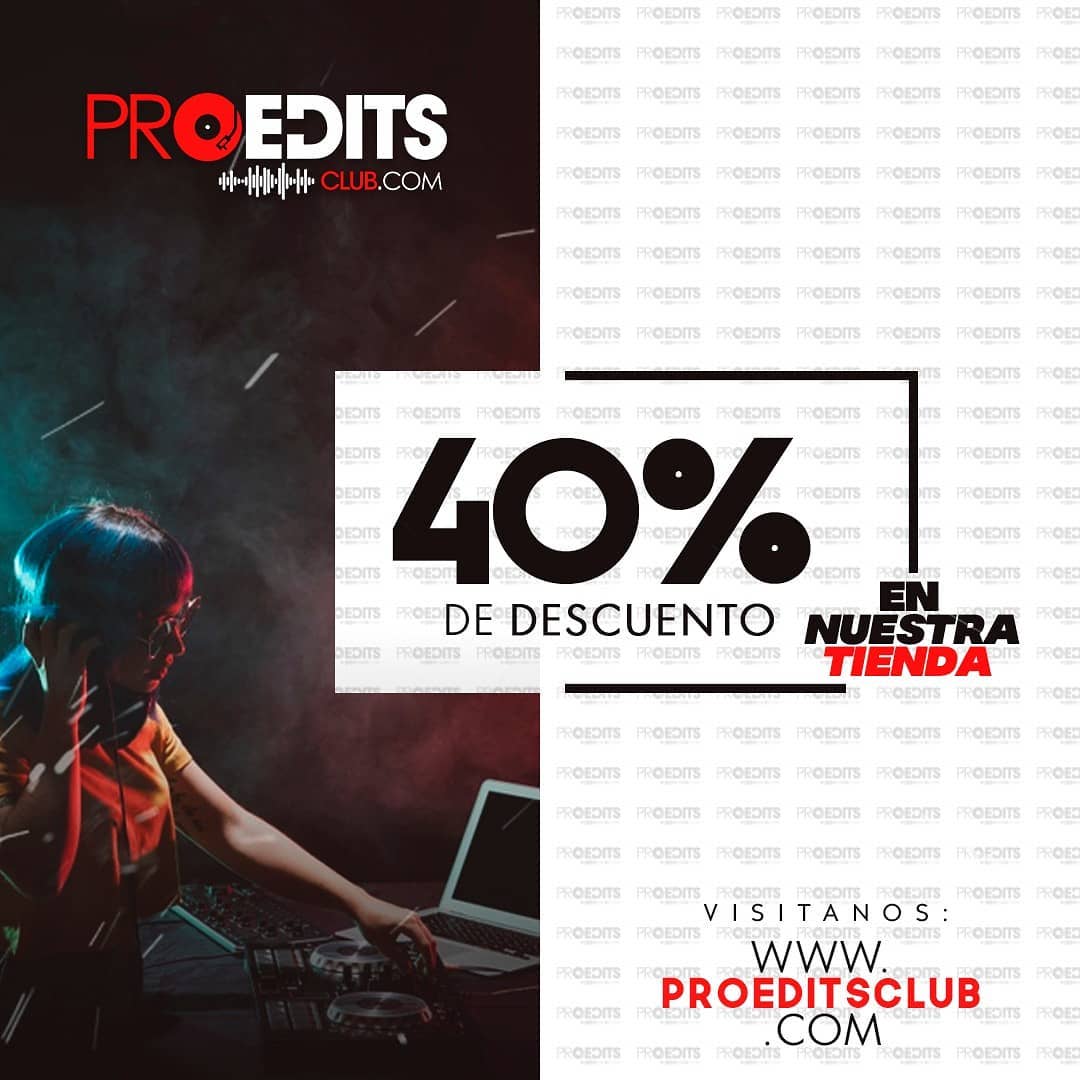 PROEDITS
CLUB.COM
40%
DE DESCUENTO
EN
NUESTRA
TIENDA
VISITANOS:
WWW.
PROEDITSCLUB
.COM